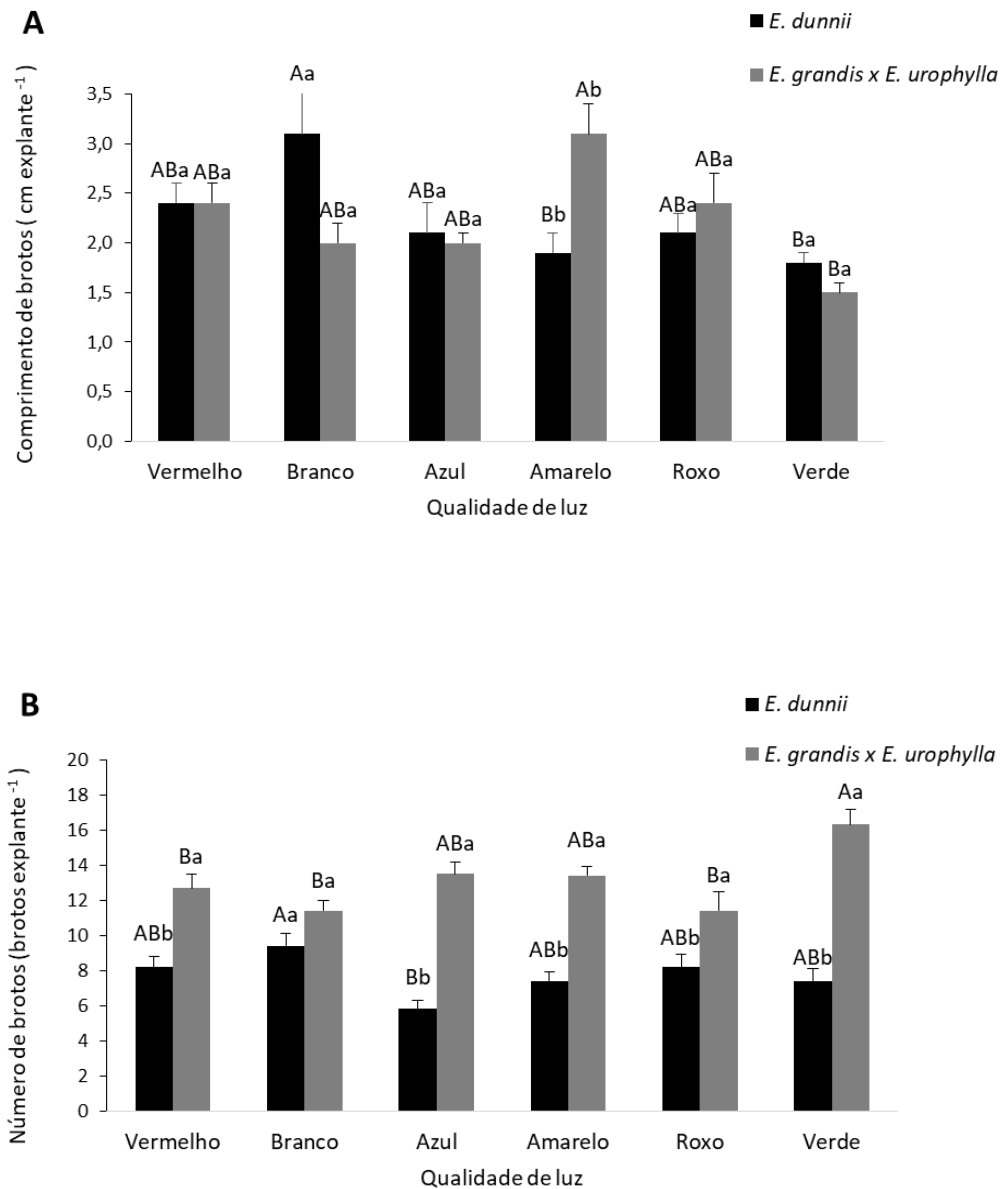 A
E. dunnii
E. grandis x E. urophylla
Comprimento de brotos ( cm explante ⁻¹ )
3,5
3,0
2,5
2,0
1,5
1,0
0,5
0,0
ABa ABa Aa ABa ABa ABa Bb Ab ABa ABa Ba Ba
Vermelho Branco Azul Amarelo Roxo Verde
Qualidade de luz
B
E. dunnii
E. grandis x E. urophylla
Número de brotos (brotos explante ⁻¹ )
20
18
16
14
12
10
8
6
4
2
0
ABb Ba Aa Ba Bb ABa ABb ABa ABb Ba ABb Aa
Vermelho Branco Azul Amarelo Roxo Verde
Qualidade de luz